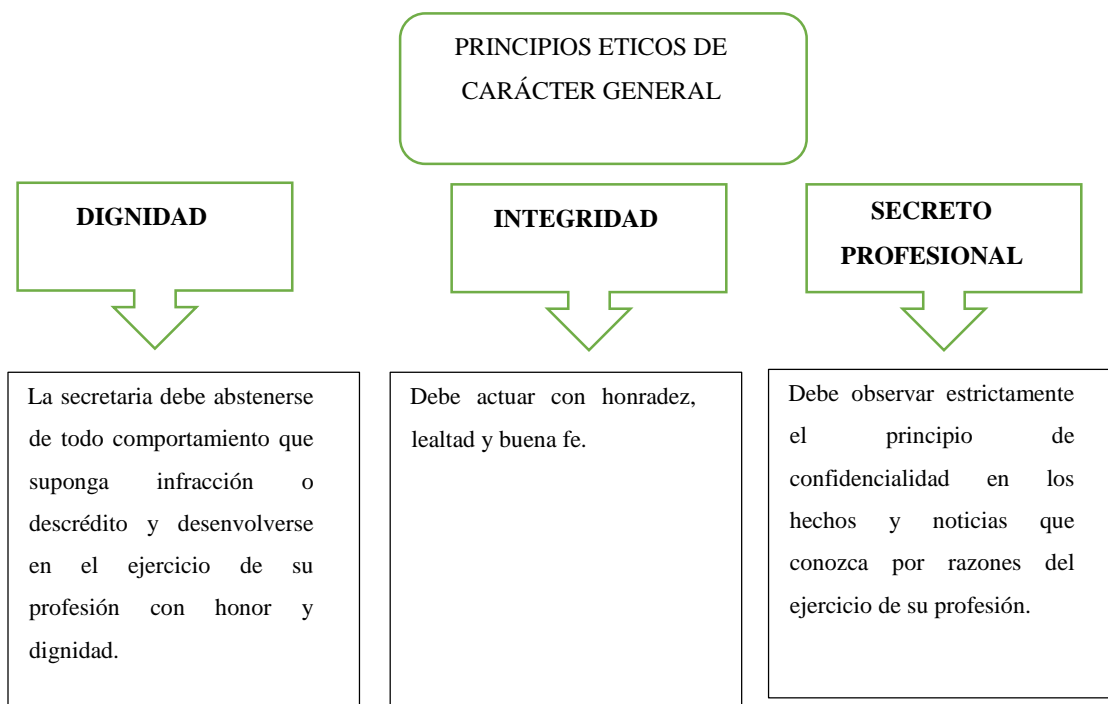 PRINCIPIOS ETICOS DE
CARÁCTER GENERAL
DIGNIDAD
INTEGRIDAD
SECRETO
PROFESIONAL
La secretaria debe abstenerse
de todo comportamiento que
suponga infracción o
descrédito y desenvolverse
en el ejercicio de su
profesión con honor y
dignidad.
Debe actuar con honradez,
lealtad y buena fe.
Debe observar estrictamente
el principio de
confidencialidad en los
hechos y noticias que
conozca por razones del
ejercicio de su profesión.